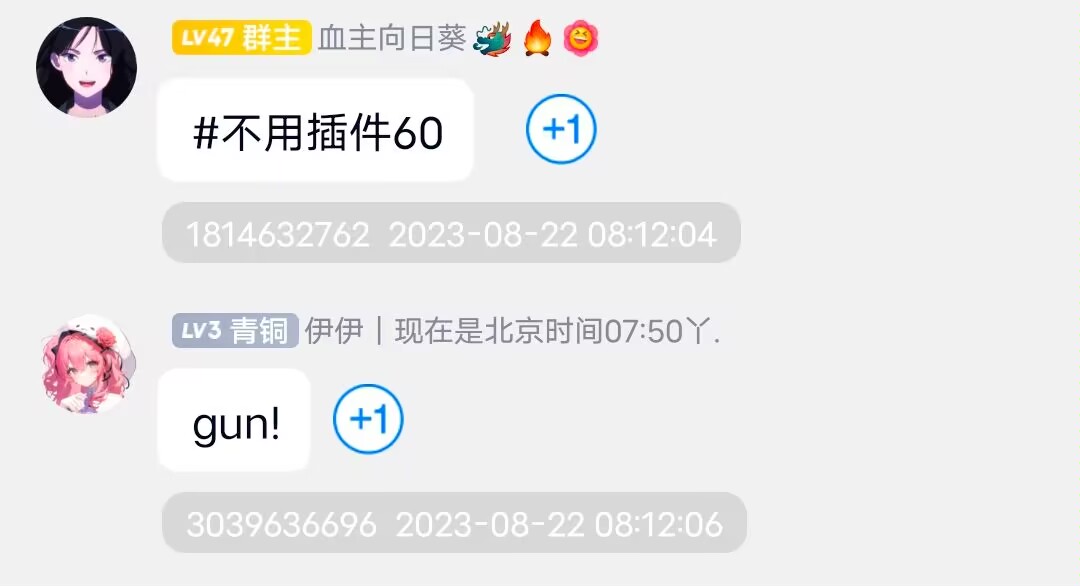 LV47 群主 血主向日葵🐲🔥
#不用插件60
+1
1814632762 2023-08-22 08:12:04
LV3 青铜 伊伊｜现在是北京时间07:50丫.
gun!
+1
3039636696 2023-08-22 08:12:06